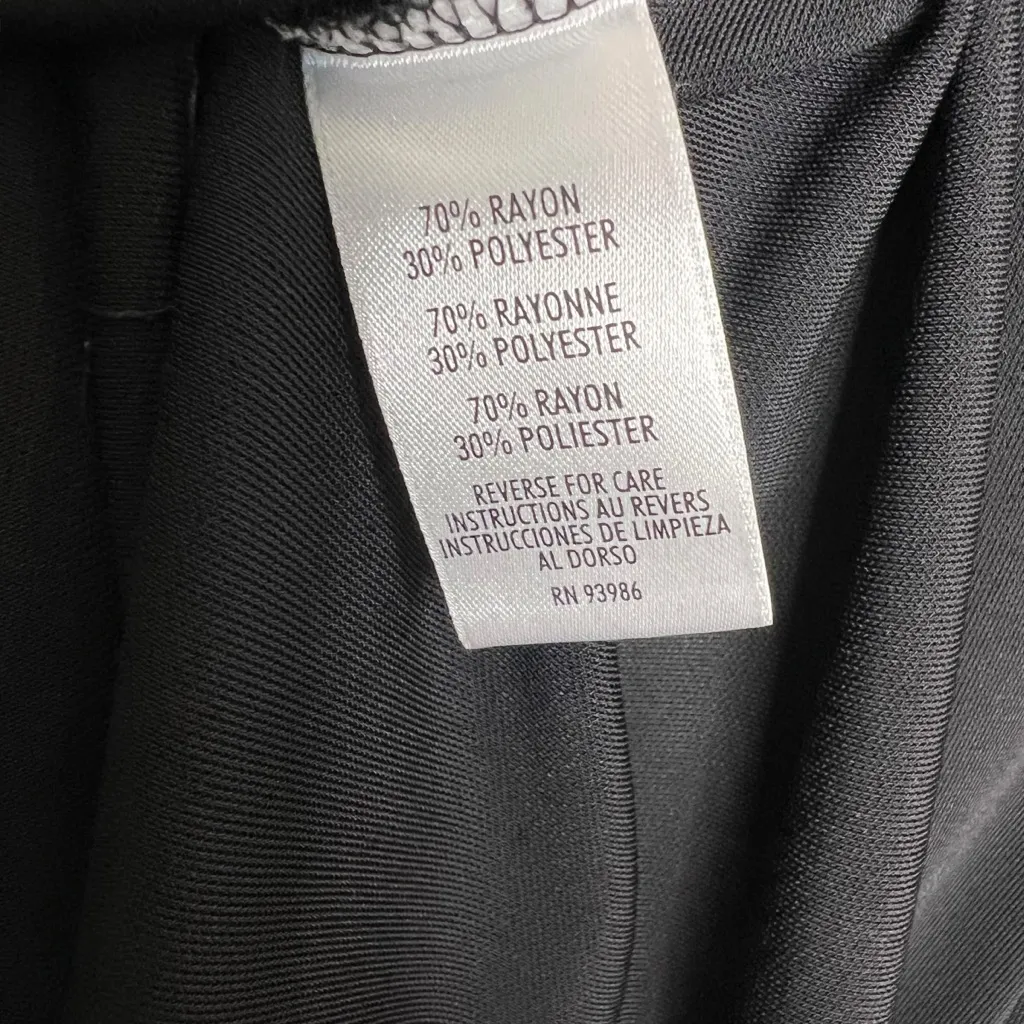 70% RAYON
30% POLYESTER
70% RAYONNE
30% POLYESTER
70% RAYON
30% POLIESTER
REVERSE FOR CARE
INSTRUCTIONS AU REVERS
INSTRUCCIONES DE LIMPIEZA
AL DORSO
RN 93986